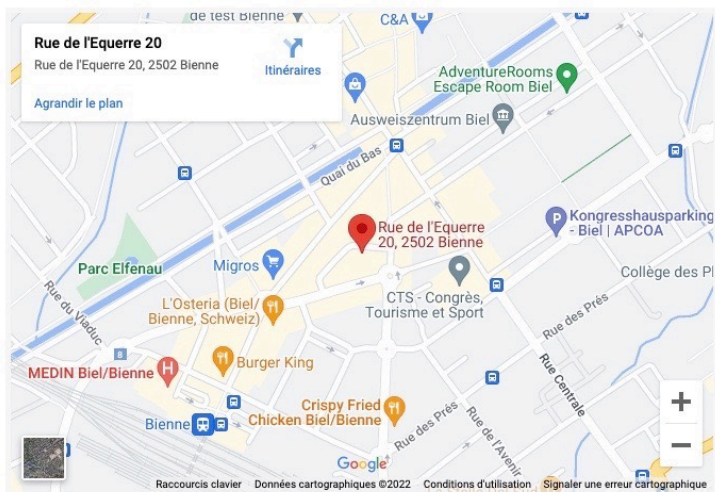 de test Bienne
C&A
Rue de l'Equerre 20
Rue de l'Equerre 20, 2502 Bienne
Itinéraires
Agrandir le plan
AdventureRooms
Escape Room Biel
Ausweiszentrum Biel
Quai du Bas
Rue de l'Equerre
20, 2502 Bienne
Kongresshausparking
- Biel | APCOA
Parc Elfenau
Migros
Collège des Pl
CTS - Congrès,
Tourisme et Sport
L'Osteria (Biel/
Bienne, Schweiz)
Rue du Viaduc
Rue des Prés
Burger King
MEDIN Biel/Bienne
H
P
Rue Centrale
Crispy Fried
Chicken Biel/Bienne
Bienne
Rue des Prés
Rue de l'Avenir
+
−
Google
Raccourcis clavier Données cartographiques ©2022 Conditions d'utilisation Signaler une erreur cartographique